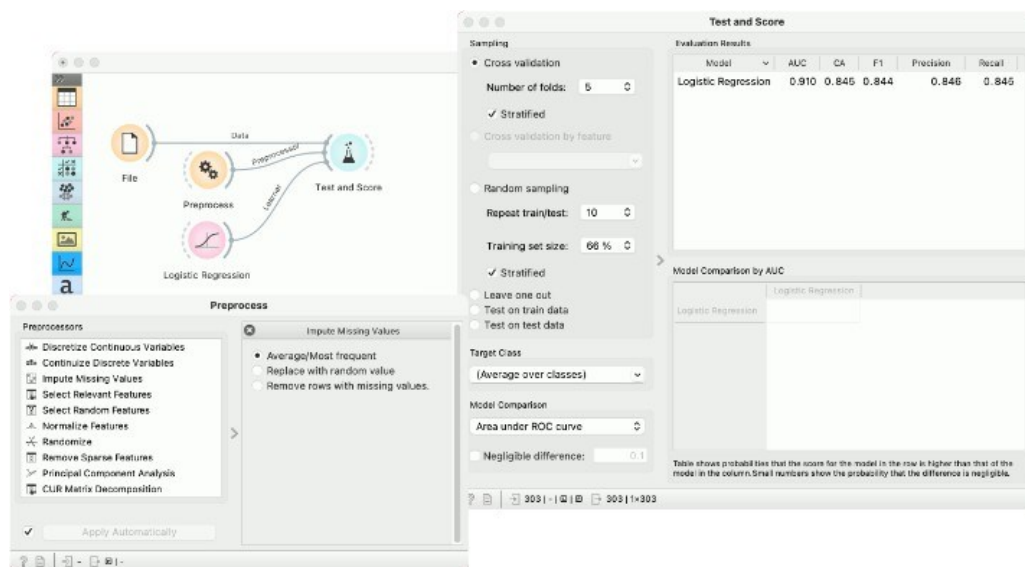 Test and Score
Sampling
Cross validation
Number of folds: 5
Stratified
Cross validation by feature
Random sampling
Repeat train/test: 10
Training set size: 66 %
Stratified
Leave one out
Test on train data
Test on test data
Target Class
(Average over classes)
Model Comparison
Area under ROC curve
Negligible difference: 0.1
Evaluation Results
Model AUC CA F1 Precision Recall
Logistic Regression 0.910 0.845 0.844 0.846 0.845
Model Comparison by AUC
Logistic Regression
Logistic Regression
Table shows probabilities that the score for the model in the row is higher than that of the
model in the column. Small numbers show the probability that the difference is negligible.
? 303 | - | 303 | 1×303
File
Data
Preprocess
Preprocessor
Logistic Regression
Learner
Test and Score
a
Preprocess
Preprocessors
Discretize Continuous Variables
Continuize Discrete Variables
Impute Missing Values
Select Relevant Features
Select Random Features
Normalize Features
Randomize
Remove Sparse Features
Principal Component Analysis
CUR Matrix Decomposition
Impute Missing Values
Average/Most frequent
Replace with random value
Remove rows with missing values.
Apply Automatically
? - | -